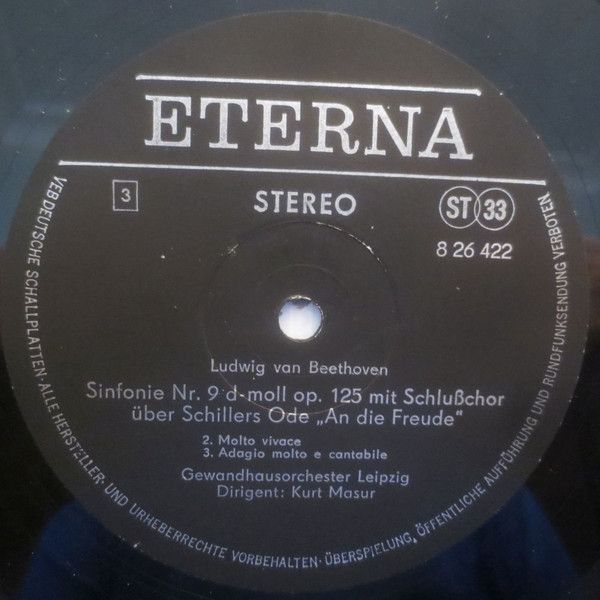 ETERNA
3
STEREO
ST 33
8 26 422
Ludwig van Beethoven
Sinfonie Nr. 9 d-moll op. 125 mit Schlußchor
über Schillers Ode „An die Freude“
2. Molto vivace
3. Adagio molto e cantabile
Gewandhausorchester Leipzig
Dirigent: Kurt Masur
VEB DEUTSCHE SCHALLPLATTEN · ALLE HERSTELLER- UND URHEBERRECHTE VORBEHALTEN · ÜBERSPIELUNG, ÖFFENTLICHE AUFFÜHRUNG UND RUNDFUNKSENDUNG VERBOTEN